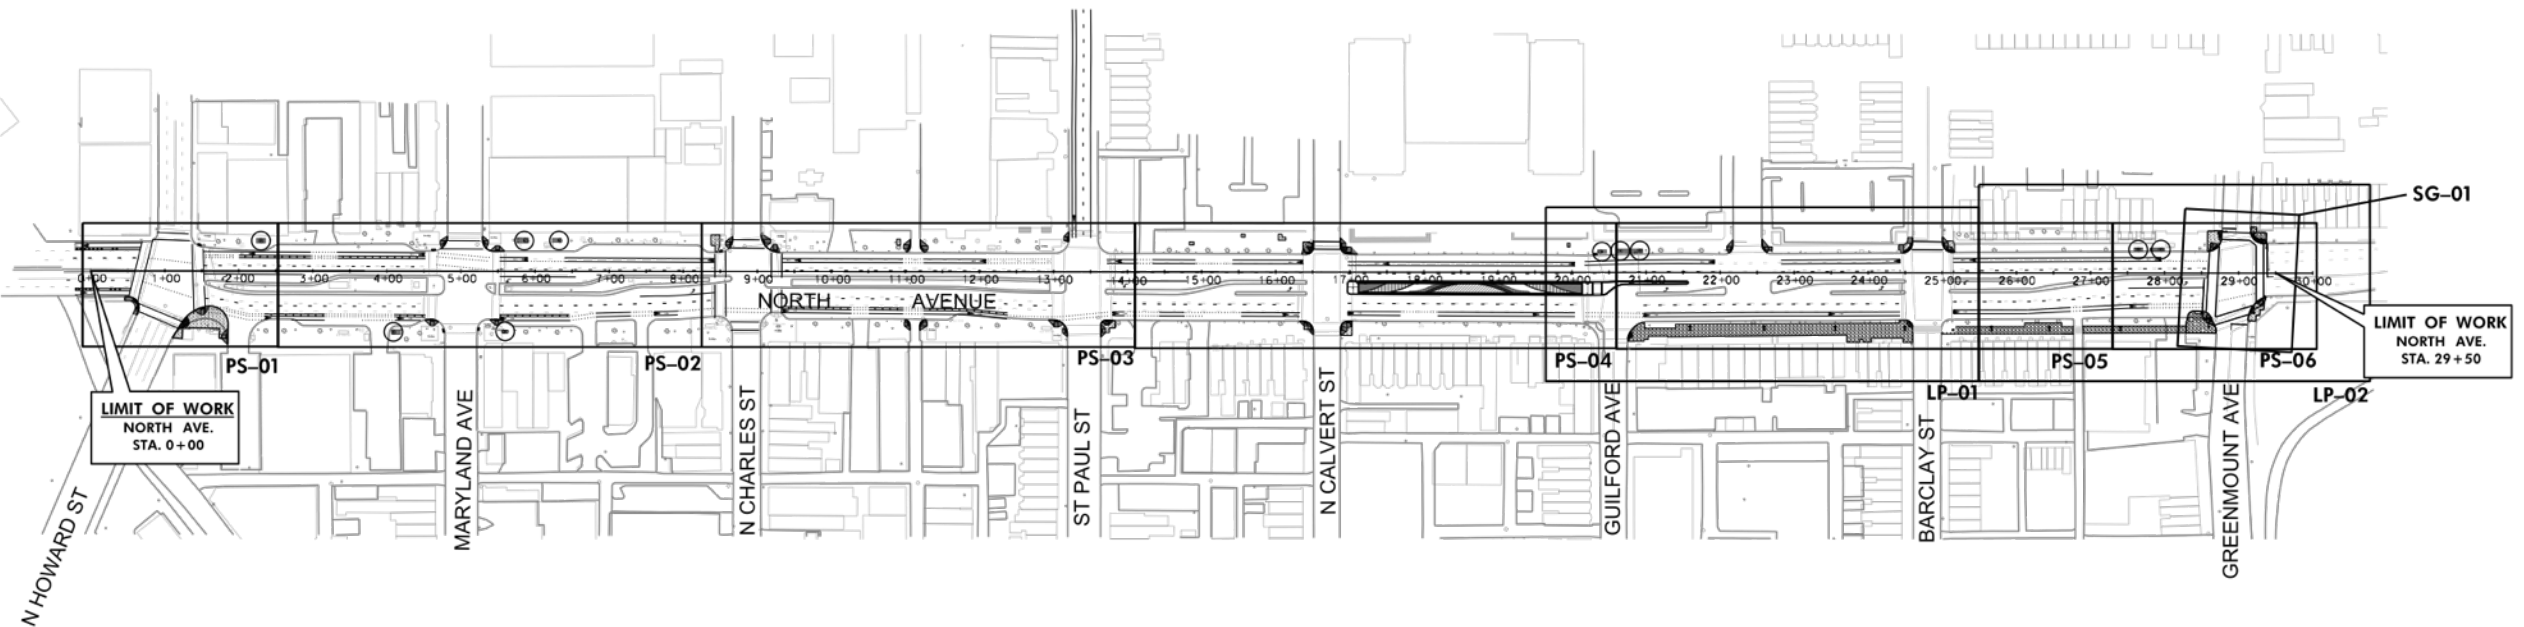 SG-01
0+00 1+00 2+00 3+00 4+00 5+00 6+00 7+00 8+00 9+00 10+00 11+00 12+00 13+00 14+00 15+00 16+00 17+00 18+00 19+00 20+00 21+00 22+00 23+00 24+00 25+00 26+00 27+00 28+00 29+00 30+00
NORTH AVENUE
LIMIT OF WORK
NORTH AVE.
STA. 29+50
PS-01
PS-02
PS-03
PS-04
PS-05
PS-06
LP-01
LP-02
LIMIT OF WORK
NORTH AVE.
STA. 0+00
N HOWARD ST
MARYLAND AVE
N CHARLES ST
ST PAUL ST
N CALVERT ST
GUILFORD AVE
BARCLAY ST
GREENMOUNT AVE